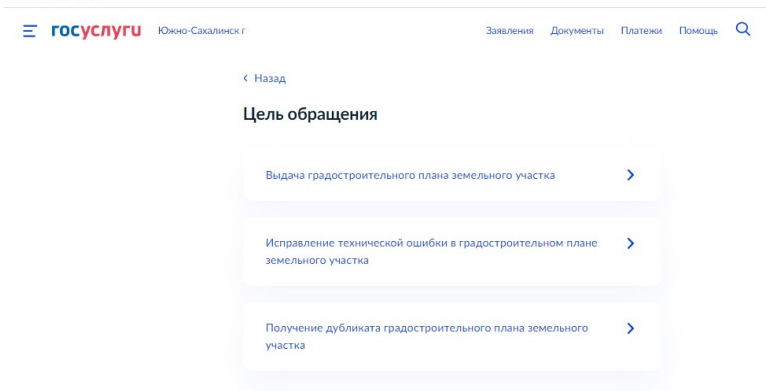 госуслуги Южно-Сахалинск г Заявления Документы Платежи Помощь
Назад
Цель обращения
Выдача градостроительного плана земельного участка
Исправление технической ошибки в градостроительном плане
земельного участка
Получение дубликата градостроительного плана земельного
участка